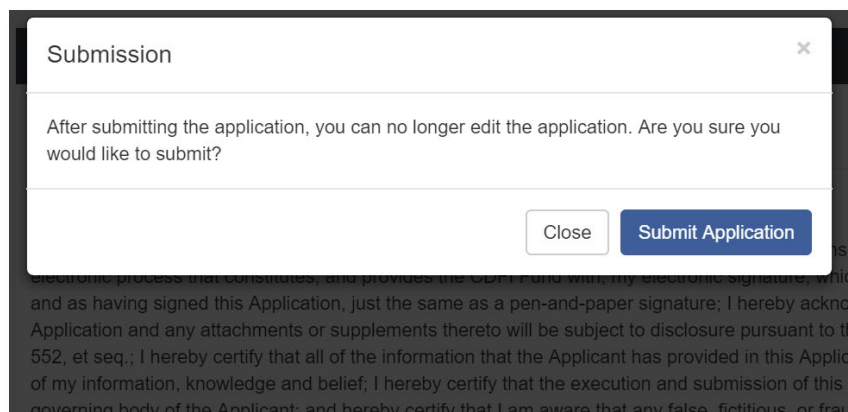 Submission
×
After submitting the application, you can no longer edit the application. Are you sure you
would like to submit?
Close Submit Application
electronic process that constitutes, and provides the CDFI Fund with, my electronic signature,
and as having signed this Application, just the same as a pen-and-paper signature; I hereby
Application and any attachments or supplements thereto will be subject to disclosure pursuant to
552, et seq.; I hereby certify that all of the information that the Applicant has provided in this
of my information, knowledge and belief; I hereby certify that the execution and submission of this
governing body of the Applicant; and hereby certify that I am aware that any false, fictitious, or